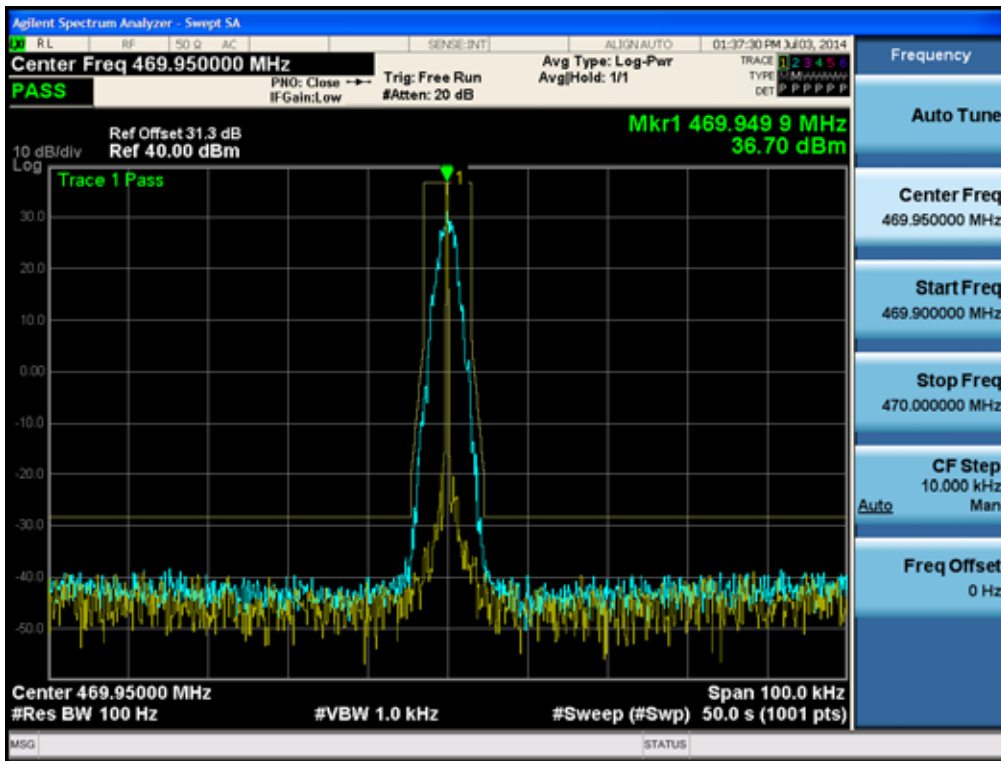 Agilent Spectrum Analyzer - Swept SA
RL RF 50 Ω AC SENSE:INT ALIGN AUTO 01:37:30 PM Jul 03, 2014
Center Freq 469.950000 MHz
PASS
PNO: Close
IFGain:Low
Trig: Free Run
#Atten: 20 dB
Avg Type: Log-Pwr
Avg|Hold: 1/1
TRACE 1 2 3 4 5 6
TYPE M M
DET P P P P P P
Ref Offset 31.3 dB
10 dB/div Ref 40.00 dBm
Log
Mkr1 469.949 9 MHz
36.70 dBm
Trace 1 Pass
1
30.0
20.0
10.0
0.00
-10.0
-20.0
-30.0
-40.0
-50.0
Center 469.95000 MHz Span 100.0 kHz
#Res BW 100 Hz #VBW 1.0 kHz #Sweep (#Swp) 50.0 s (1001 pts)
MSG STATUS
Frequency
Auto Tune
Center Freq
469.950000 MHz
Start Freq
469.900000 MHz
Stop Freq
470.000000 MHz
CF Step
10.000 kHz
Auto Man
Freq Offset
0 Hz